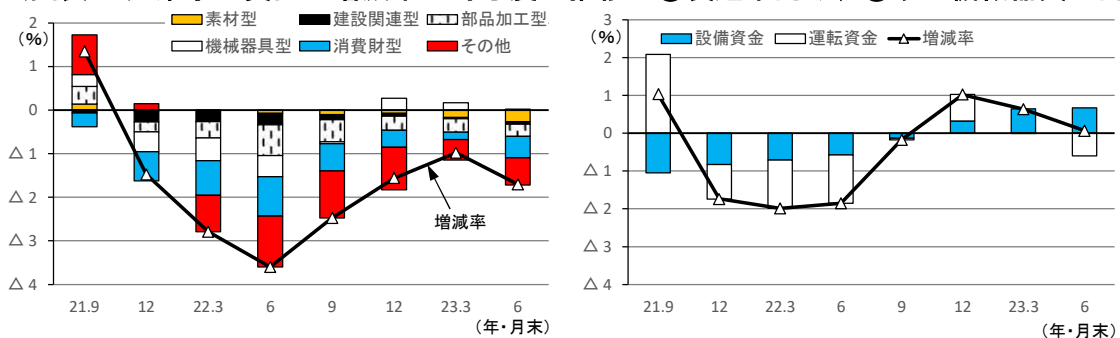 2
(%)
1
0
△ 1
△ 2
△ 3
△ 4
素材型
建設関連型
部品加工型
機械器具型
消費財型
その他
増減率
21.9
12
22.3
6
9
12
23.3
6
(年・月末)
3
(%)
2
1
0
△ 1
△ 2
△ 3
△ 4
設備資金
運転資金
増減率
21.9
12
22.3
6
9
12
23.3
6
(年・月末)